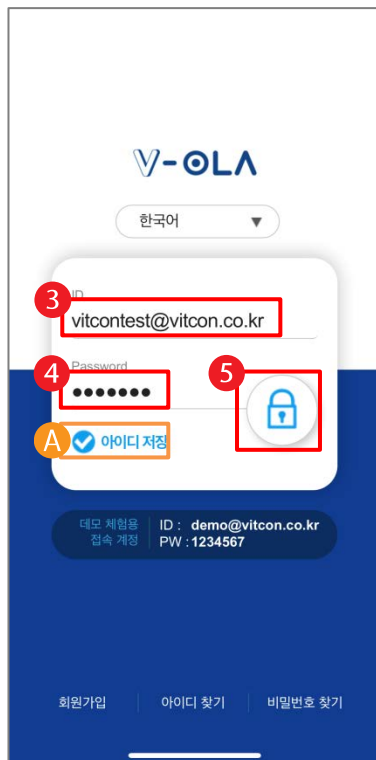 V-OLA
한국어 ▼
3
ID
vitcontest@vitcon.co.kr
4
Password
5
●●●●●●●
A
아이디 저장
데모 체험용 ID : demo@vitcon.co.kr
접속 계정 PW : 1234567
회원가입 아이디 찾기 비밀번호 찾기